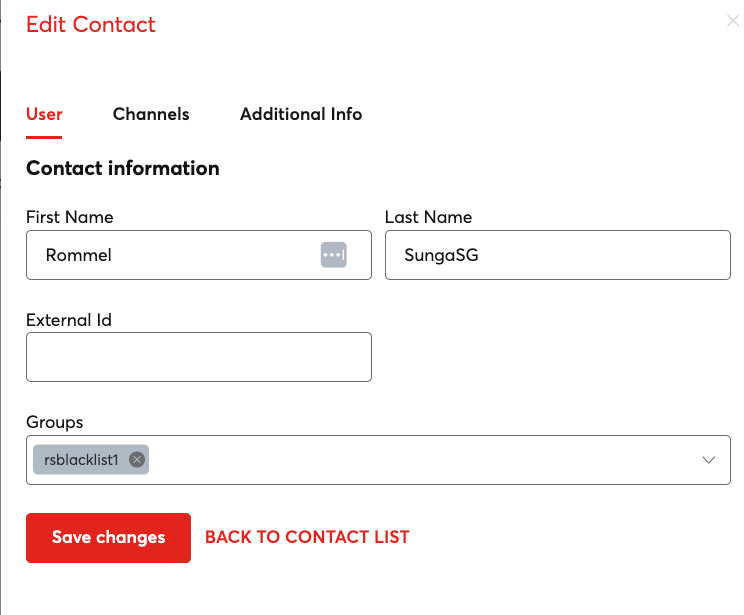 Edit Contact
User Channels Additional Info
Contact information
First Name Last Name
Rommel SungaSG
External Id
Groups
rsblacklist1
Save changes BACK TO CONTACT LIST